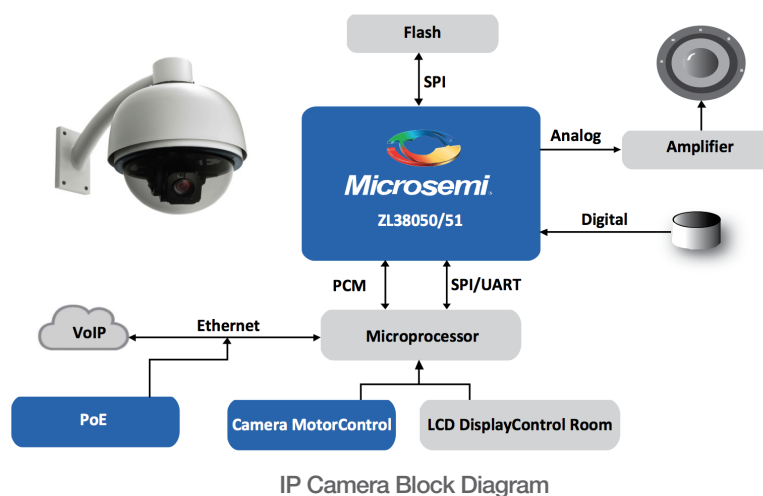 Flash
SPI
Microsemi
ZL38050/51
Analog
Amplifier
Digital
PCM
SPI/UART
VoIP
Ethernet
Microprocessor
PoE
Camera MotorControl
LCD DisplayControl Room
IP Camera Block Diagram